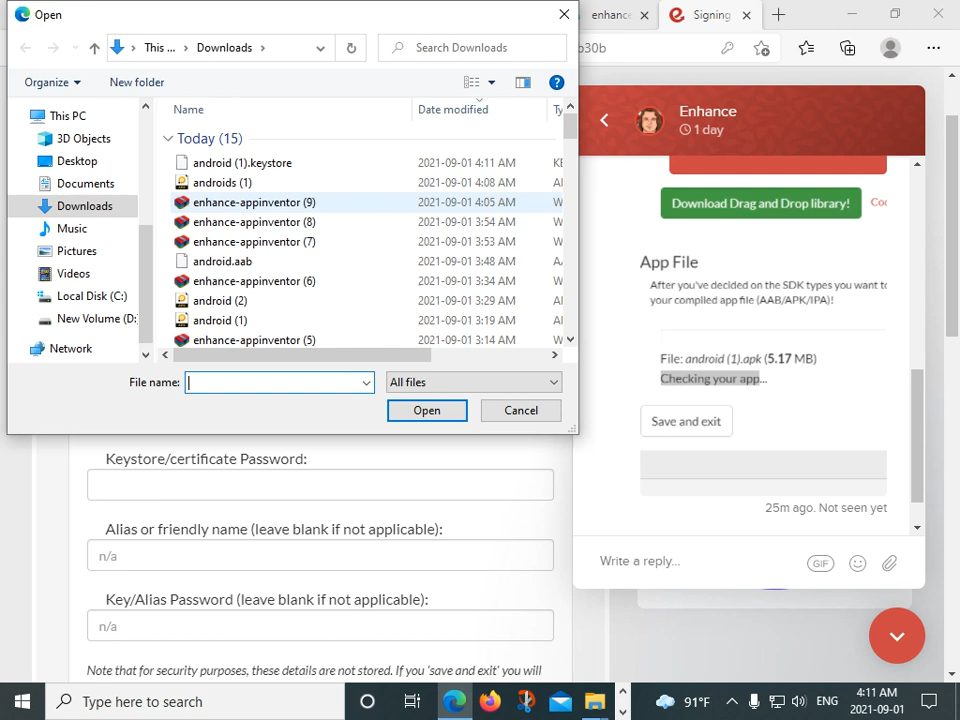 Open
This ...
Downloads
Search Downloads
Organize
New folder
Name
Date modified
Ty
This PC
3D Objects
Desktop
Documents
Downloads
Music
Pictures
Videos
Local Disk (C:)
New Volume (D:
Network
Today (15)
android (1).keystore 2021-09-01 4:11 AM KE
androids (1) 2021-09-01 4:08 AM Al
enhance-appinventor (9) 2021-09-01 4:05 AM W
enhance-appinventor (8) 2021-09-01 3:54 AM W
enhance-appinventor (7) 2021-09-01 3:53 AM W
android.aab 2021-09-01 3:48 AM A
enhance-appinventor (6) 2021-09-01 3:34 AM W
android (2) 2021-09-01 3:29 AM Al
android (1) 2021-09-01 3:19 AM Al
enhance-appinventor (5) 2021-09-01 3:14 AM W
File name:
All files
Open
Cancel
enhance
Signing
b30b
Enhance
1 day
Download Drag and Drop library!
Coc
App File
After you've decided on the SDK types you want to
your compiled app file (AAB/APK/IPA)!
File: android (1).apk (5.17 MB)
Checking your app...
Save and exit
25m ago. Not seen yet
Write a reply...
GIF
Keystore/certificate Password:
Alias or friendly name (leave blank if not applicable):
n/a
Key/Alias Password (leave blank if not applicable):
n/a
Note that for security purposes, these details are not stored. If you 'save and exit' you will
Type here to search
91°F
ENG
4:11 AM
2021-09-01